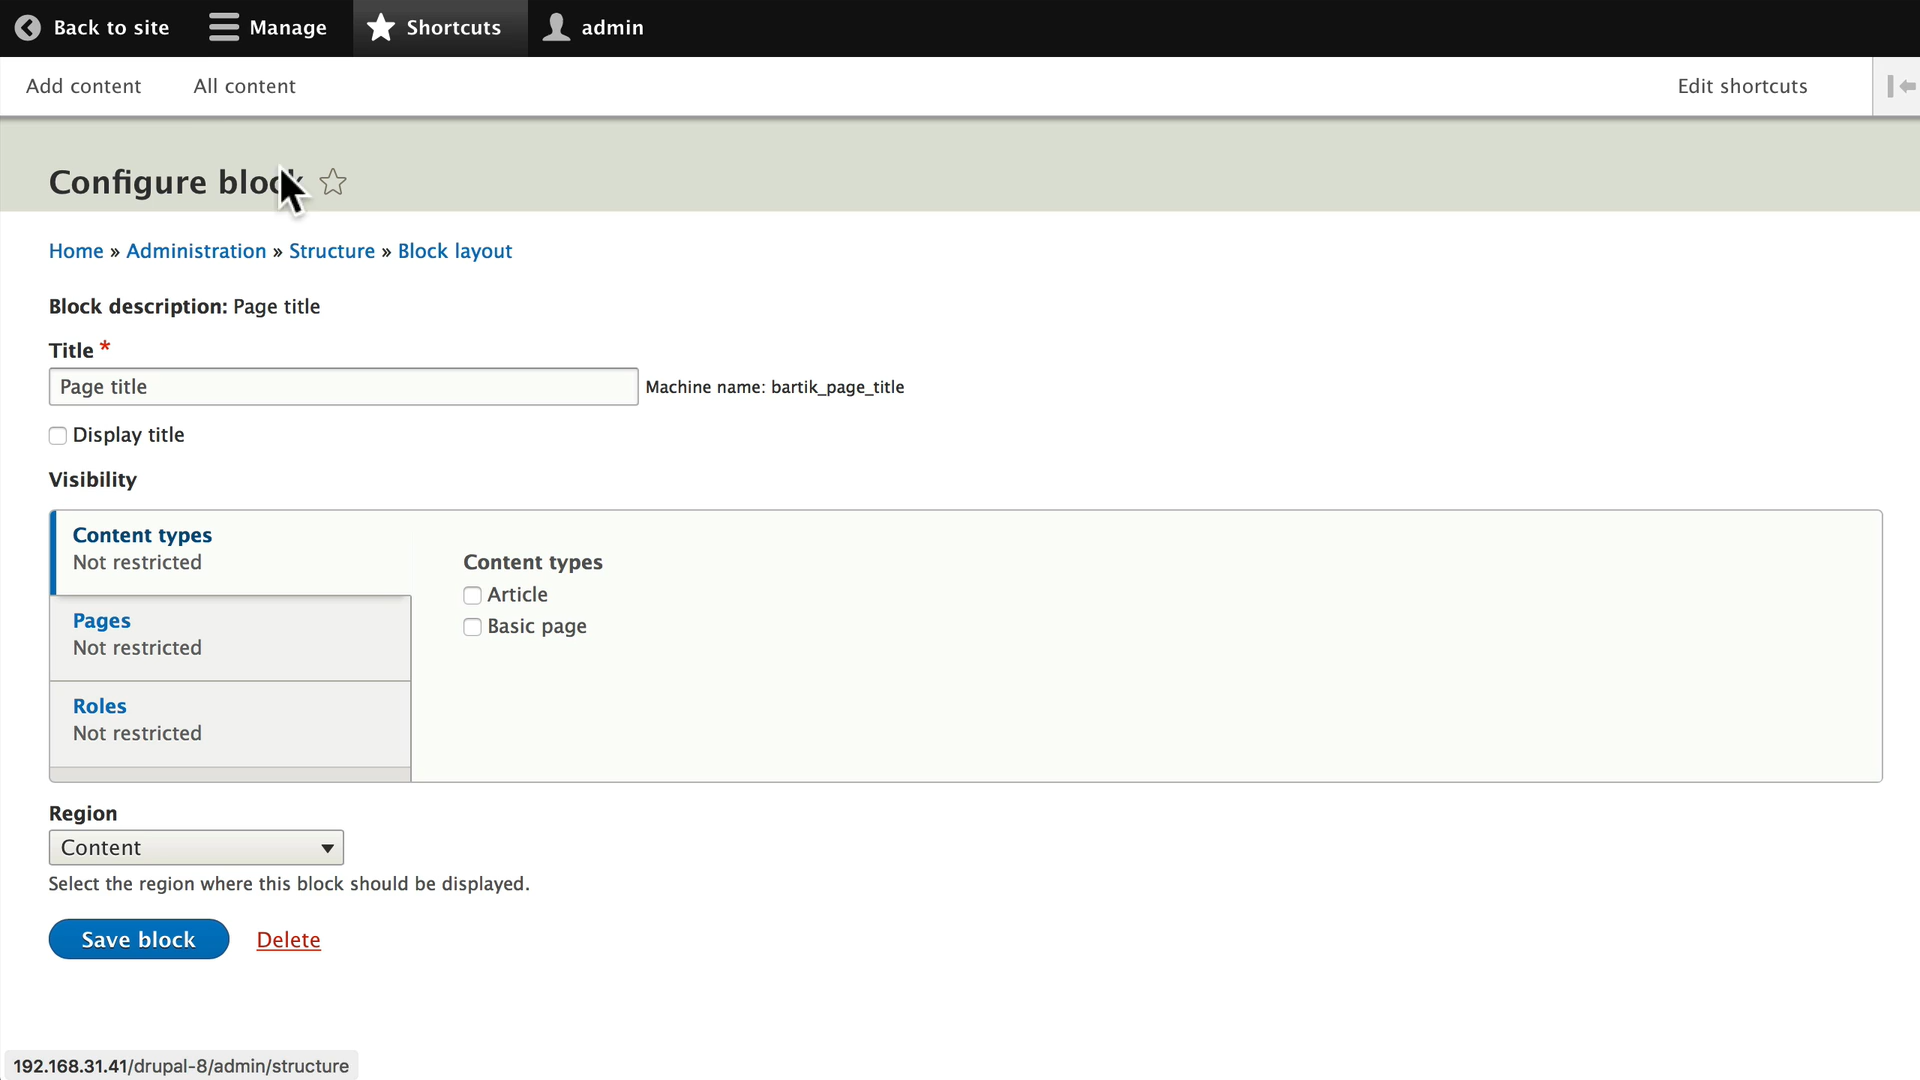 Back to site Manage Shortcuts admin
Add content All content Edit shortcuts
Configure block
Home » Administration » Structure » Block layout
Block description: Page title
Title *
Page title Machine name: bartik_page_title
Display title
Visibility
Content types
Not restricted
Pages
Not restricted
Roles
Not restricted
Content types
Article
Basic page
Region
Content
Select the region where this block should be displayed.
Save block Delete
192.168.31.41/drupal-8/admin/structure